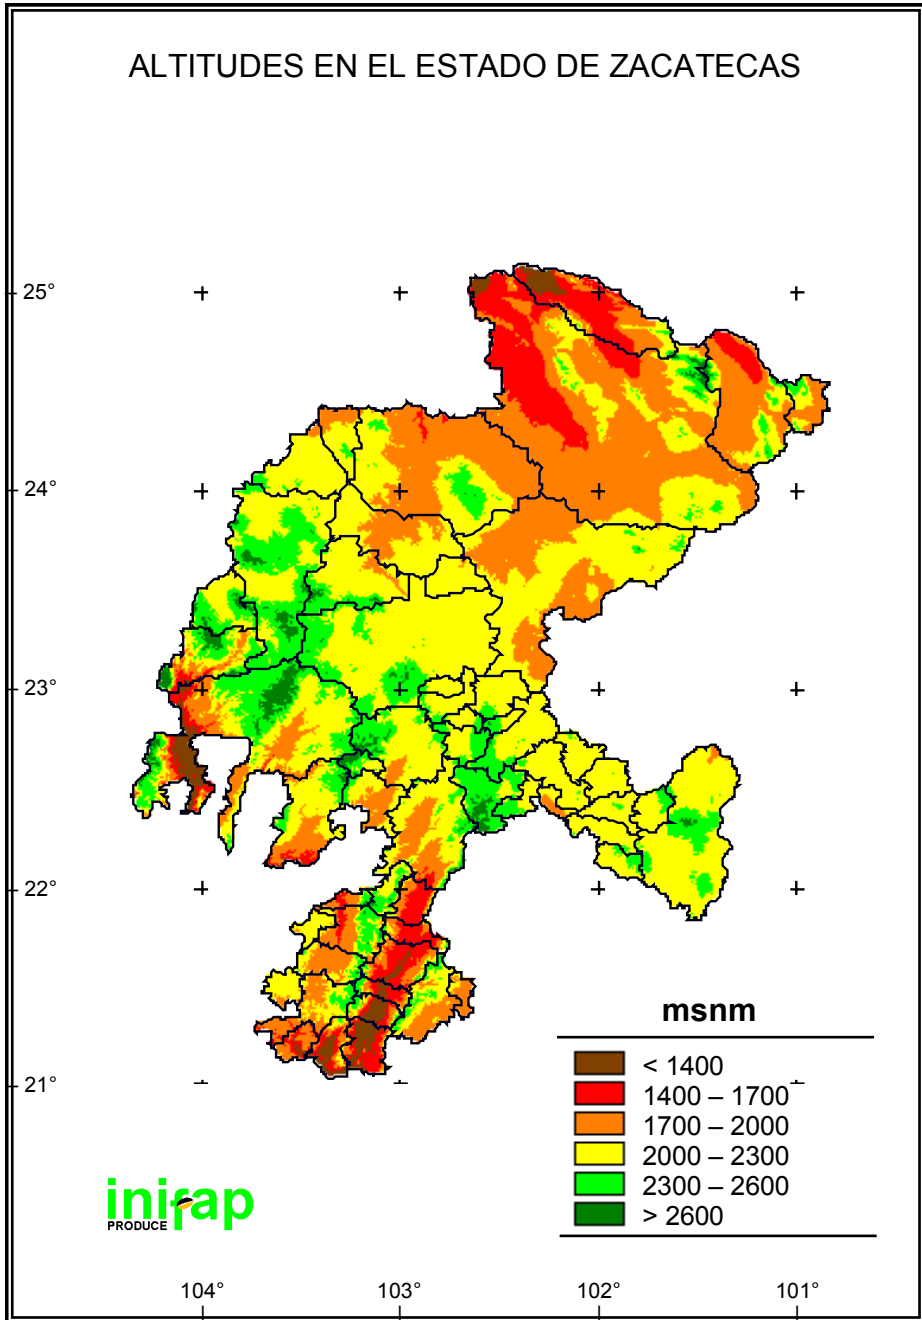 ALTITUDES EN EL ESTADO DE ZACATECAS
25°
24°
23°
22°
21°
msnm
< 1400
1400 – 1700
1700 – 2000
2000 – 2300
2300 – 2600
> 2600
inifap
PRODUCE
104°
103°
102°
101°